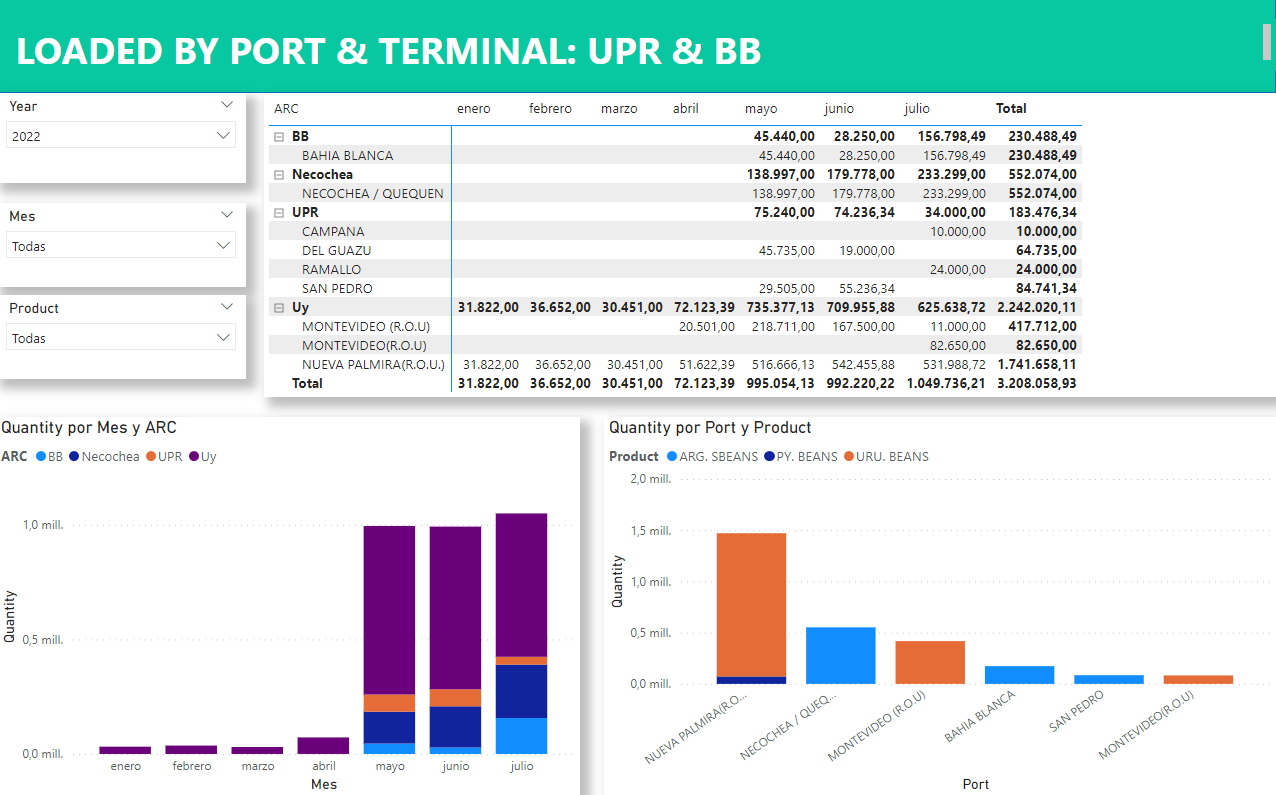 LOADED BY PORT & TERMINAL: UPR & BB
Year
2022
Mes
Todas
Product
Todas
ARC enero febrero marzo abril mayo junio julio Total
BB 45.440,00 28.250,00 156.798,49 230.488,49
BAHIA BLANCA 45.440,00 28.250,00 156.798,49 230.488,49
Necochea 138.997,00 179.778,00 233.299,00 552.074,00
NECOCHEA / QUEQUEN 138.997,00 179.778,00 233.299,00 552.074,00
UPR 75.240,00 74.236,34 34.000,00 183.476,34
CAMPANA 10.000,00 10.000,00
DEL GUAZU 45.735,00 19.000,00 64.735,00
RAMALLO 24.000,00 24.000,00
SAN PEDRO 29.505,00 55.236,34 84.741,34
Uy 31.822,00 36.652,00 30.451,00 72.123,39 735.377,13 709.955,88 625.638,72 2.242.020,11
MONTEVIDEO (R.O.U) 20.501,00 218.711,00 167.500,00 11.000,00 417.712,00
MONTEVIDEO(R.O.U) 82.650,00 82.650,00
NUEVA PALMIRA(R.O.U.) 31.822,00 36.652,00 30.451,00 51.622,39 516.666,13 542.455,88 531.988,72 1.741.658,11
Total 31.822,00 36.652,00 30.451,00 72.123,39 995.054,13 992.220,22 1.049.736,21 3.208.058,93
Quantity por Mes y ARC
ARC BB Necochea UPR Uy
Quantity
1,0 mill.
0,5 mill.
0,0 mill.
enero febrero marzo abril mayo junio julio
Mes
Quantity por Port y Product
Product ARG. SBEANS PY. BEANS URU. BEANS
Quantity
2,0 mill.
1,5 mill.
1,0 mill.
0,5 mill.
0,0 mill.
NUEVA PALMIRA(R.O...
NECOCHEA / QUEQ...
MONTEVIDEO (R.O.U)
BAHIA BLANCA
SAN PEDRO
MONTEVIDEO(R.O.U)
Port